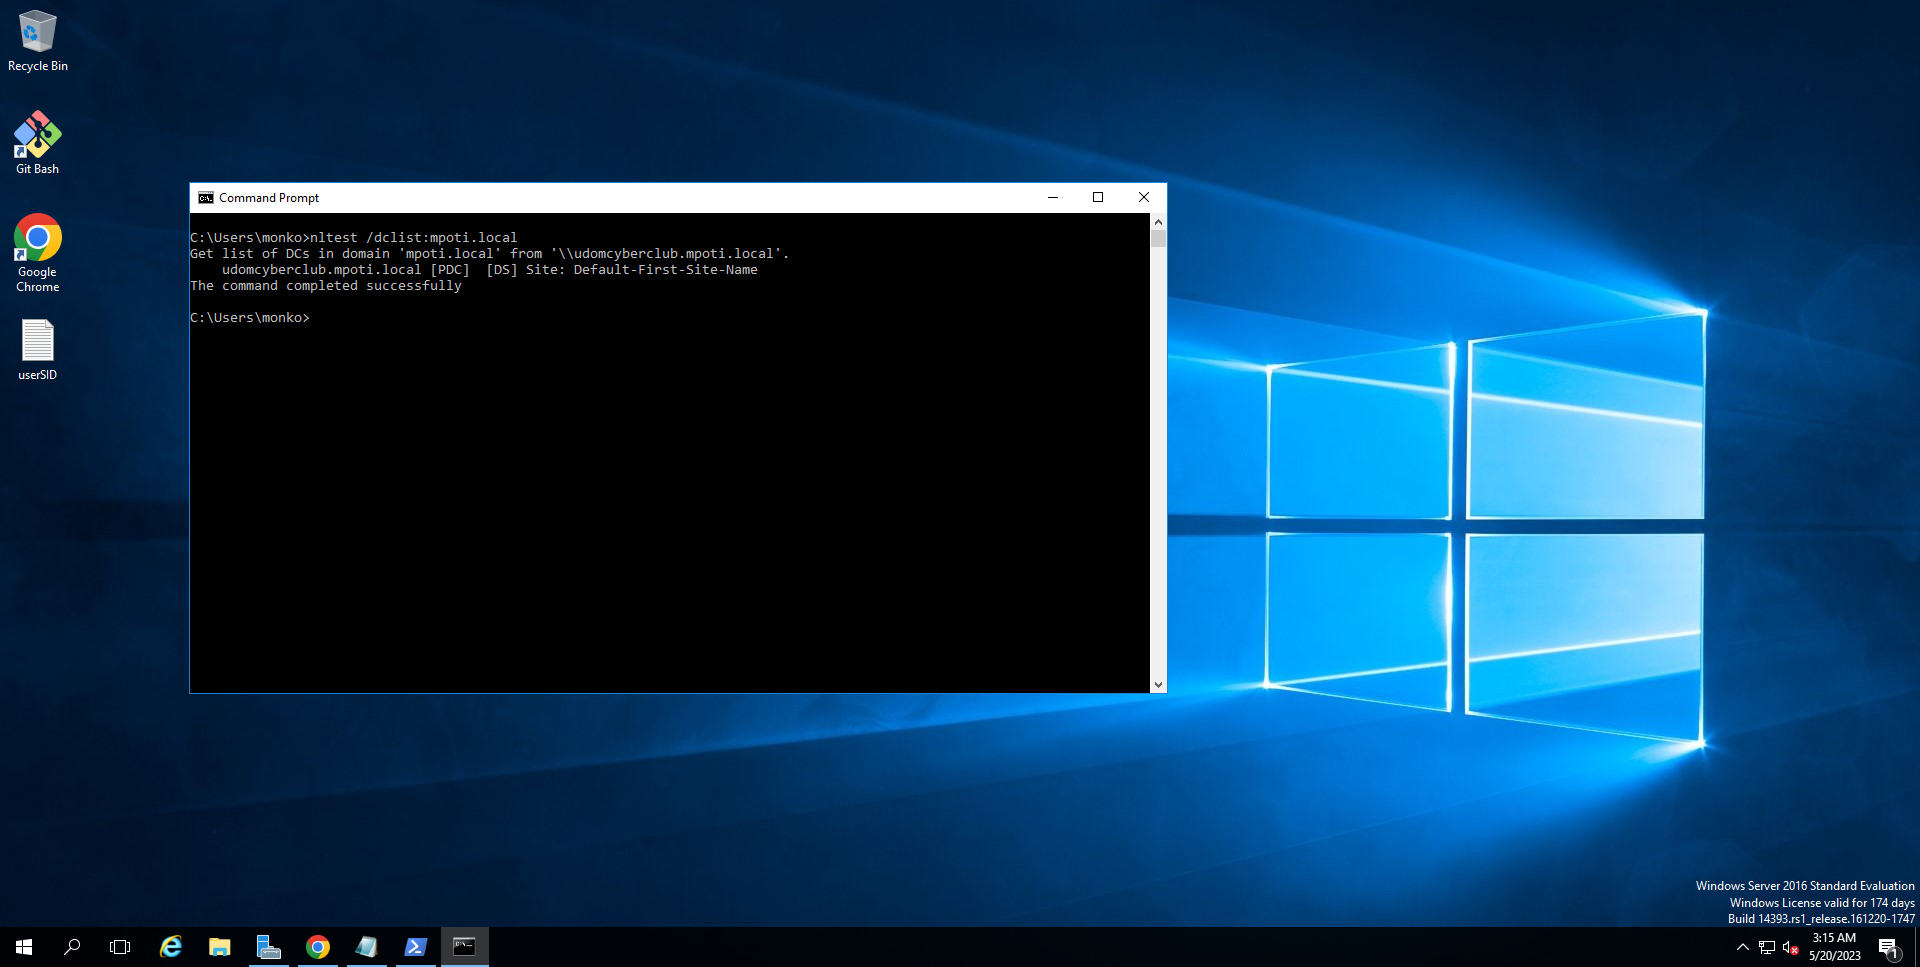 Recycle Bin
Git Bash
Google
Chrome
userSID
Command Prompt
C:\Users\monko>nltest /dclist:mpoti.local
Get list of DCs in domain 'mpoti.local' from '\\udomcyberclub.mpoti.local'.
    udomcyberclub.mpoti.local [PDC]  [DS] Site: Default-First-Site-Name
The command completed successfully
C:\Users\monko>
Windows Server 2016 Standard Evaluation
Windows License valid for 174 days
Build 14393.rs1_release.161220-1747
3:15 AM
5/20/2023
1